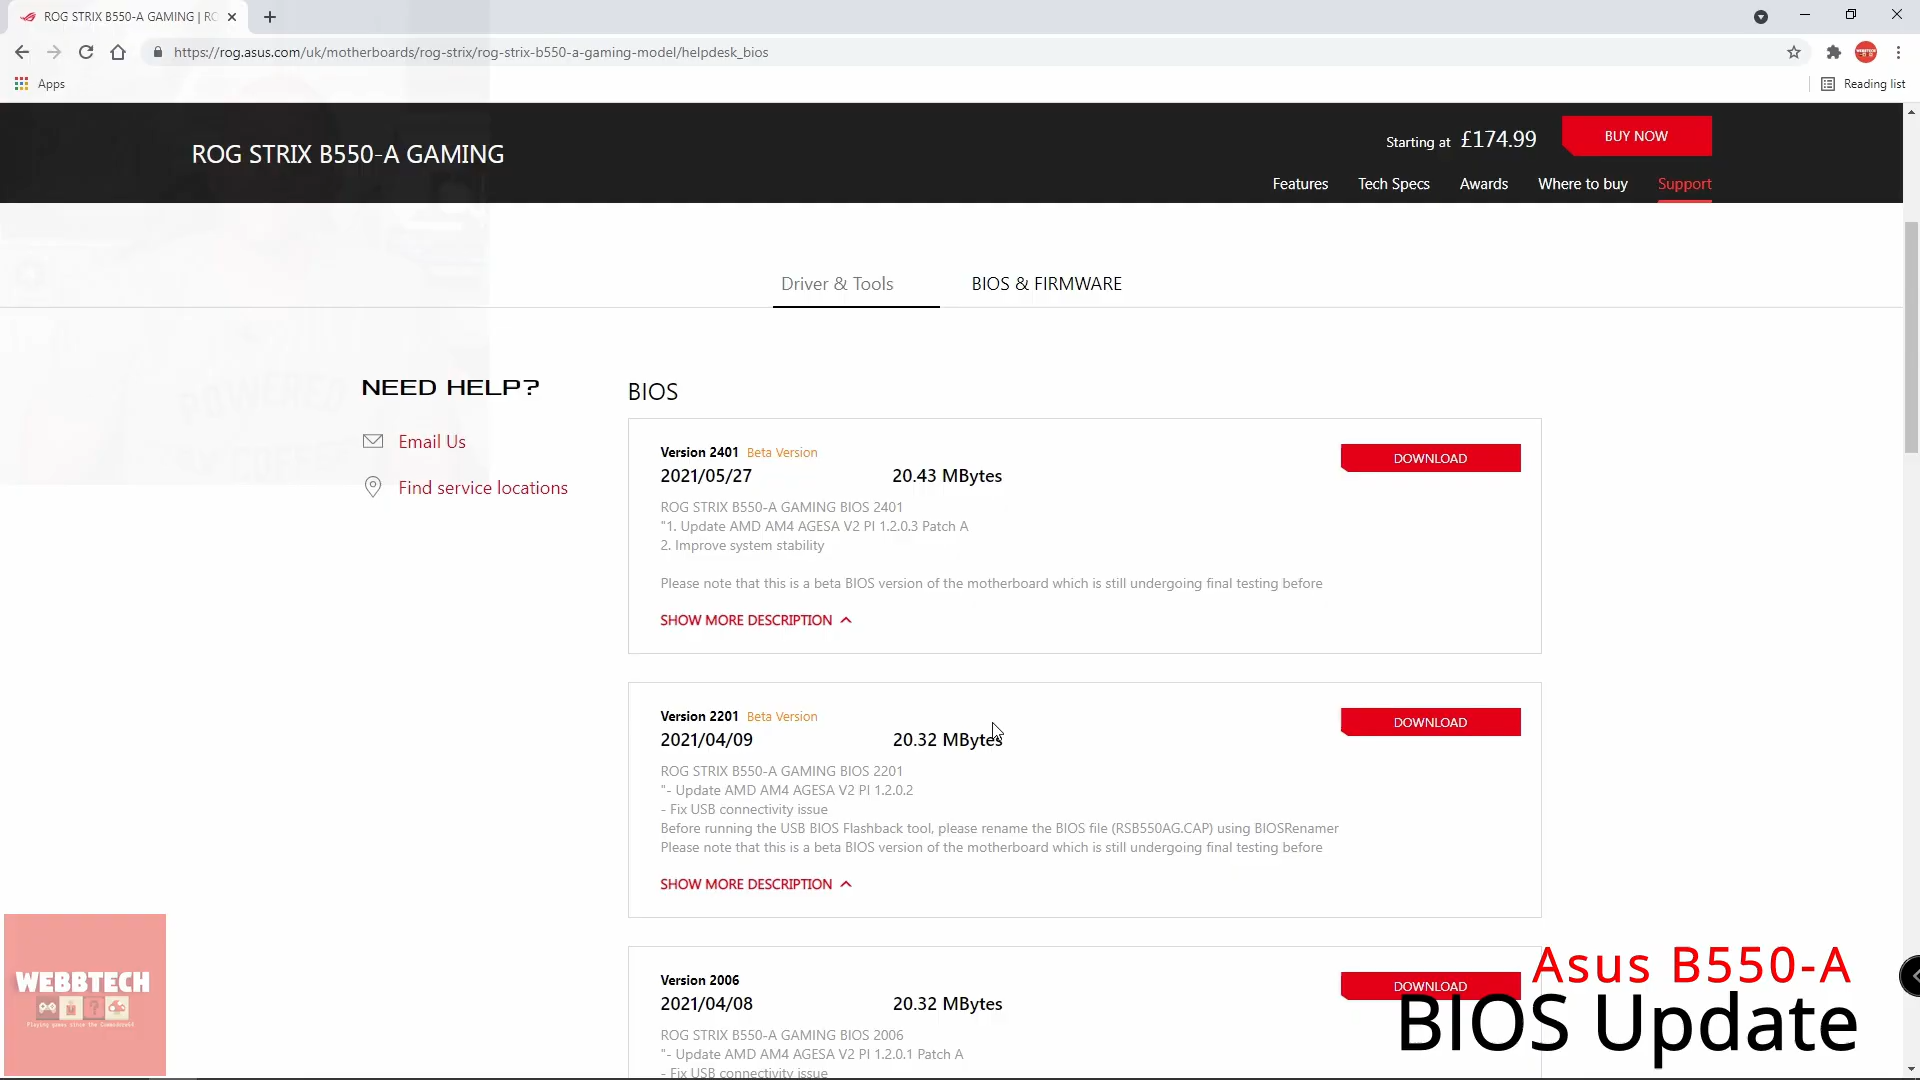 ROG STRIX B550-A GAMING | RO
https://rog.asus.com/uk/motherboards/rog-strix/rog-strix-b550-a-gaming-model/helpdesk_bios
Apps
Reading list
ROG STRIX B550-A GAMING
Starting at £174.99
BUY NOW
Features
Tech Specs
Awards
Where to buy
Support
Driver & Tools
BIOS & FIRMWARE
NEED HELP?
Email Us
Find service locations
POWERED
BY COFFEE
BIOS
Version 2401 Beta Version
2021/05/27 20.43 MBytes
DOWNLOAD
ROG STRIX B550-A GAMING BIOS 2401
"1. Update AMD AM4 AGESA V2 PI 1.2.0.3 Patch A
2. Improve system stability
Please note that this is a beta BIOS version of the motherboard which is still undergoing final testing before
SHOW MORE DESCRIPTION
Version 2201 Beta Version
2021/04/09 20.32 MBytes
DOWNLOAD
ROG STRIX B550-A GAMING BIOS 2201
"- Update AMD AM4 AGESA V2 PI 1.2.0.2
- Fix USB connectivity issue
Before running the USB BIOS Flashback tool, please rename the BIOS file (RSB550AG.CAP) using BIOSRenamer
Please note that this is a beta BIOS version of the motherboard which is still undergoing final testing before
SHOW MORE DESCRIPTION
Version 2006
2021/04/08 20.32 MBytes
DOWNLOAD
ROG STRIX B550-A GAMING BIOS 2006
"- Update AMD AM4 AGESA V2 PI 1.2.0.1 Patch A
- Fix USB connectivity issue
WEBBTECH
Playing games since the Commodore64
Asus B550-A
BIOS Update